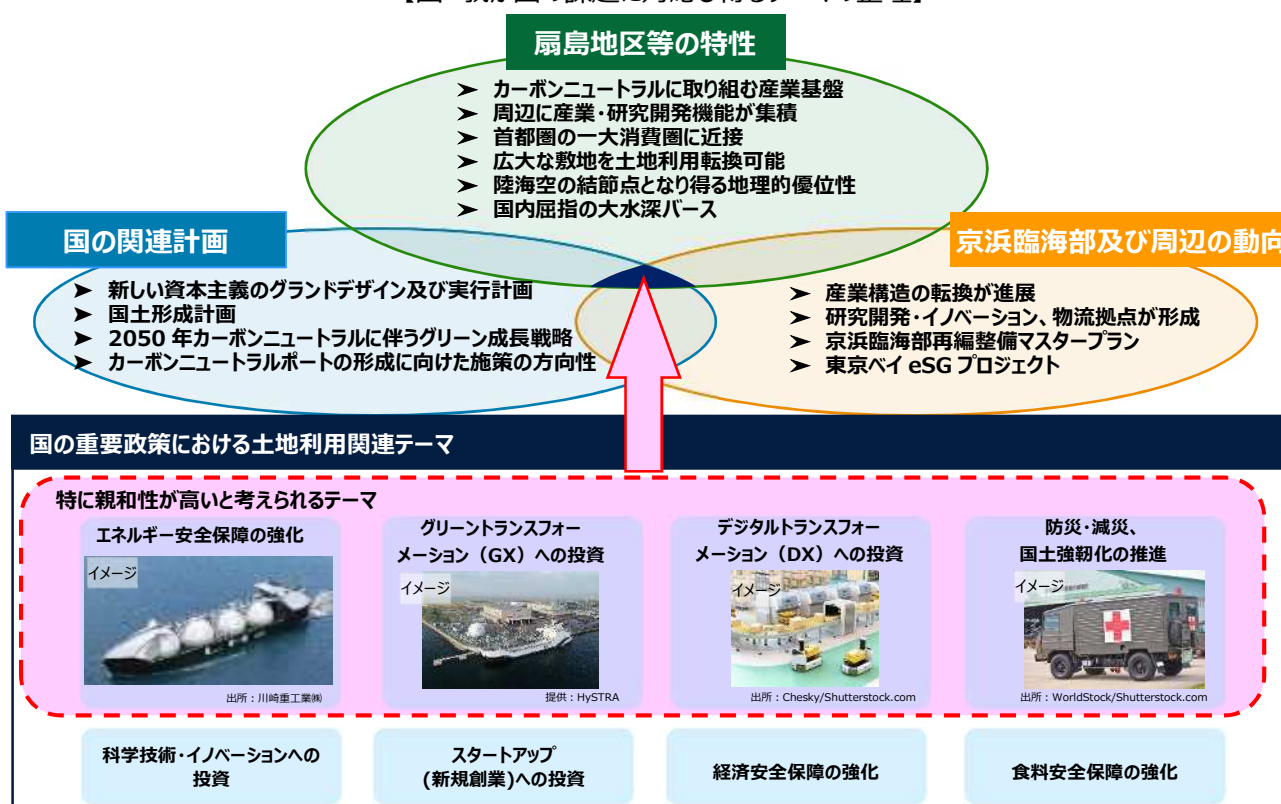 扇島地区等の特性
➤ カーボンニュートラルに取り組む産業基盤
➤ 周辺に産業・研究開発機能が集積
➤ 首都圏の一大消費圏に近接
➤ 広大な敷地を土地利用転換可能
➤ 陸海空の結節点となり得る地理的優位性
➤ 国内屈指の大水深バース
国の関連計画
➤ 新しい資本主義のグランドデザイン及び実行計画
➤ 国土形成計画
➤ 2050 年カーボンニュートラルに伴うグリーン成長戦略
➤ カーボンニュートラルポートの形成に向けた施策の方向性
京浜臨海部及び周辺の動向
➤ 産業構造の転換が進展
➤ 研究開発・イノベーション、物流拠点が形成
➤ 京浜臨海部再編整備マスタープラン
➤ 東京ベイ eSG プロジェクト
国の重要政策における土地利用関連テーマ
特に親和性が高いと考えられるテーマ
エネルギー安全保障の強化
イメージ
出所：川崎重工業㈱
グリーントランスフォー
メーション（GX）への投資
イメージ
提供：HySTRA
デジタルトランスフォー
メーション（DX）への投資
イメージ
出所：Chesky/Shutterstock.com
防災・減災、
国土強靭化の推進
イメージ
出所：WorldStock/Shutterstock.com
科学技術・イノベーションへの
投資
スタートアップ
(新規創業)への投資
経済安全保障の強化
食料安全保障の強化